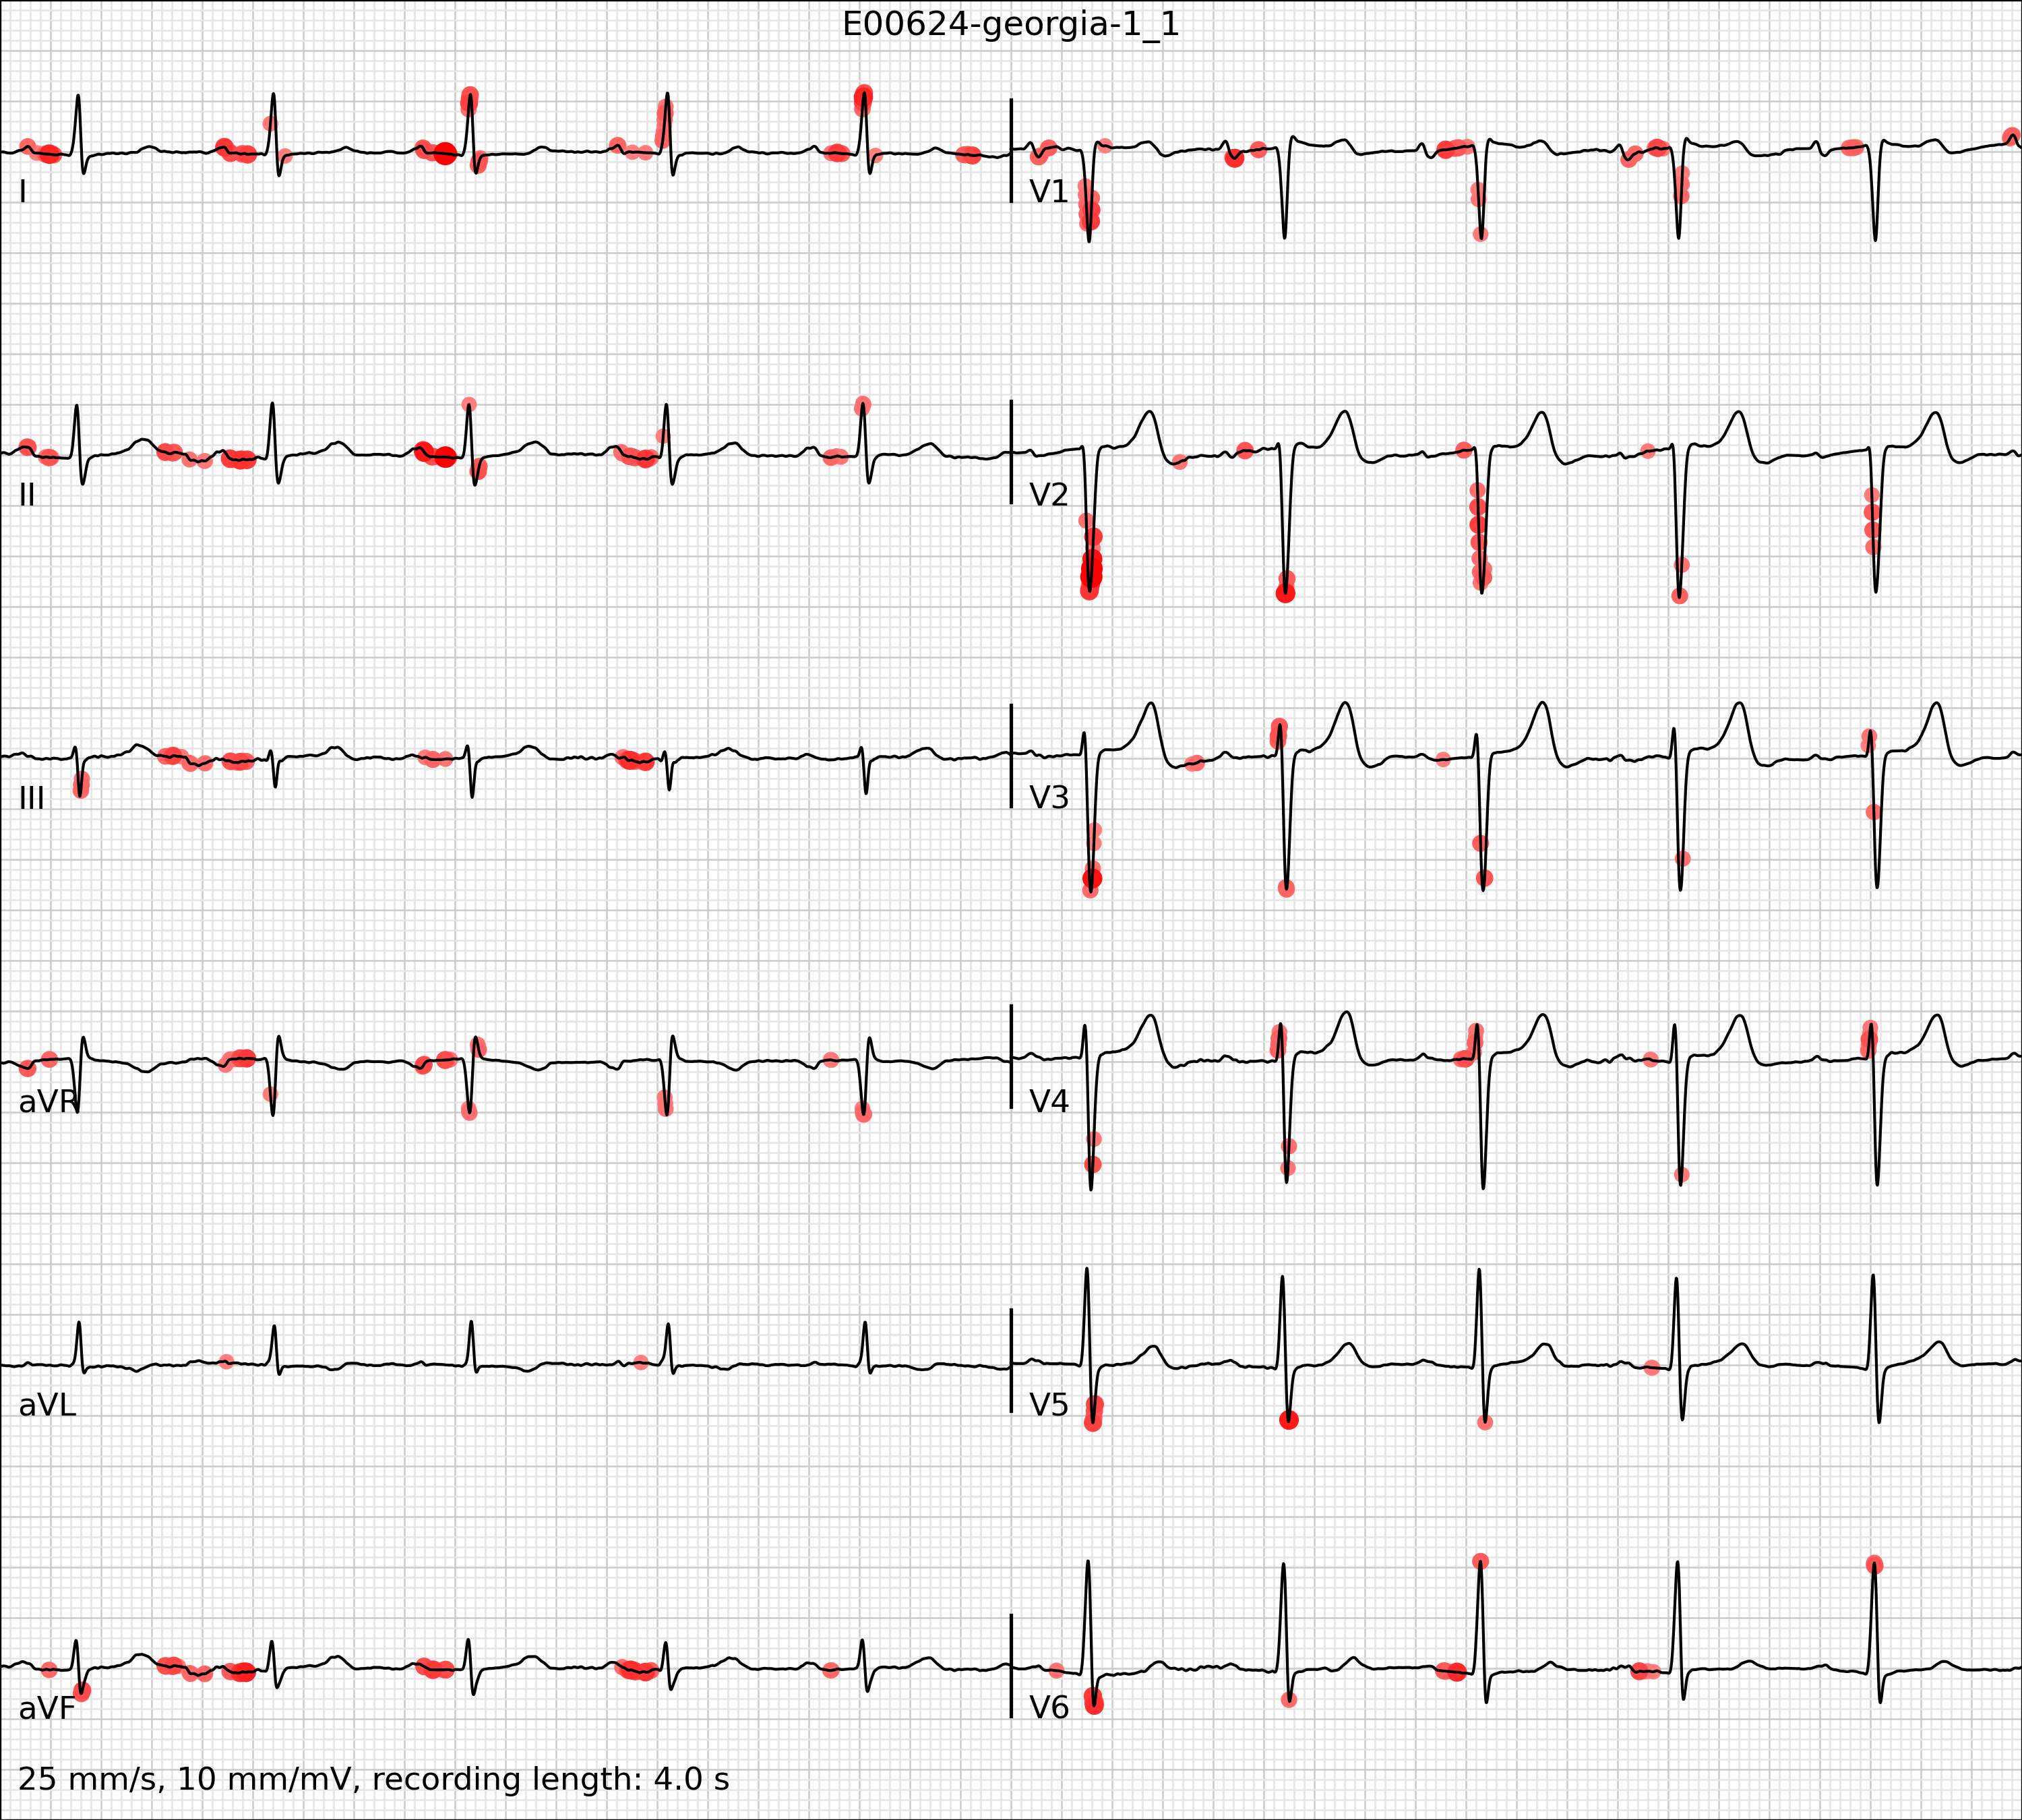 E00624-georgia-1_1
I
V1
II
V2
III
V3
aVR
V4
aVL
V5
aVF
V6
25 mm/s, 10 mm/mV, recording length: 4.0 s